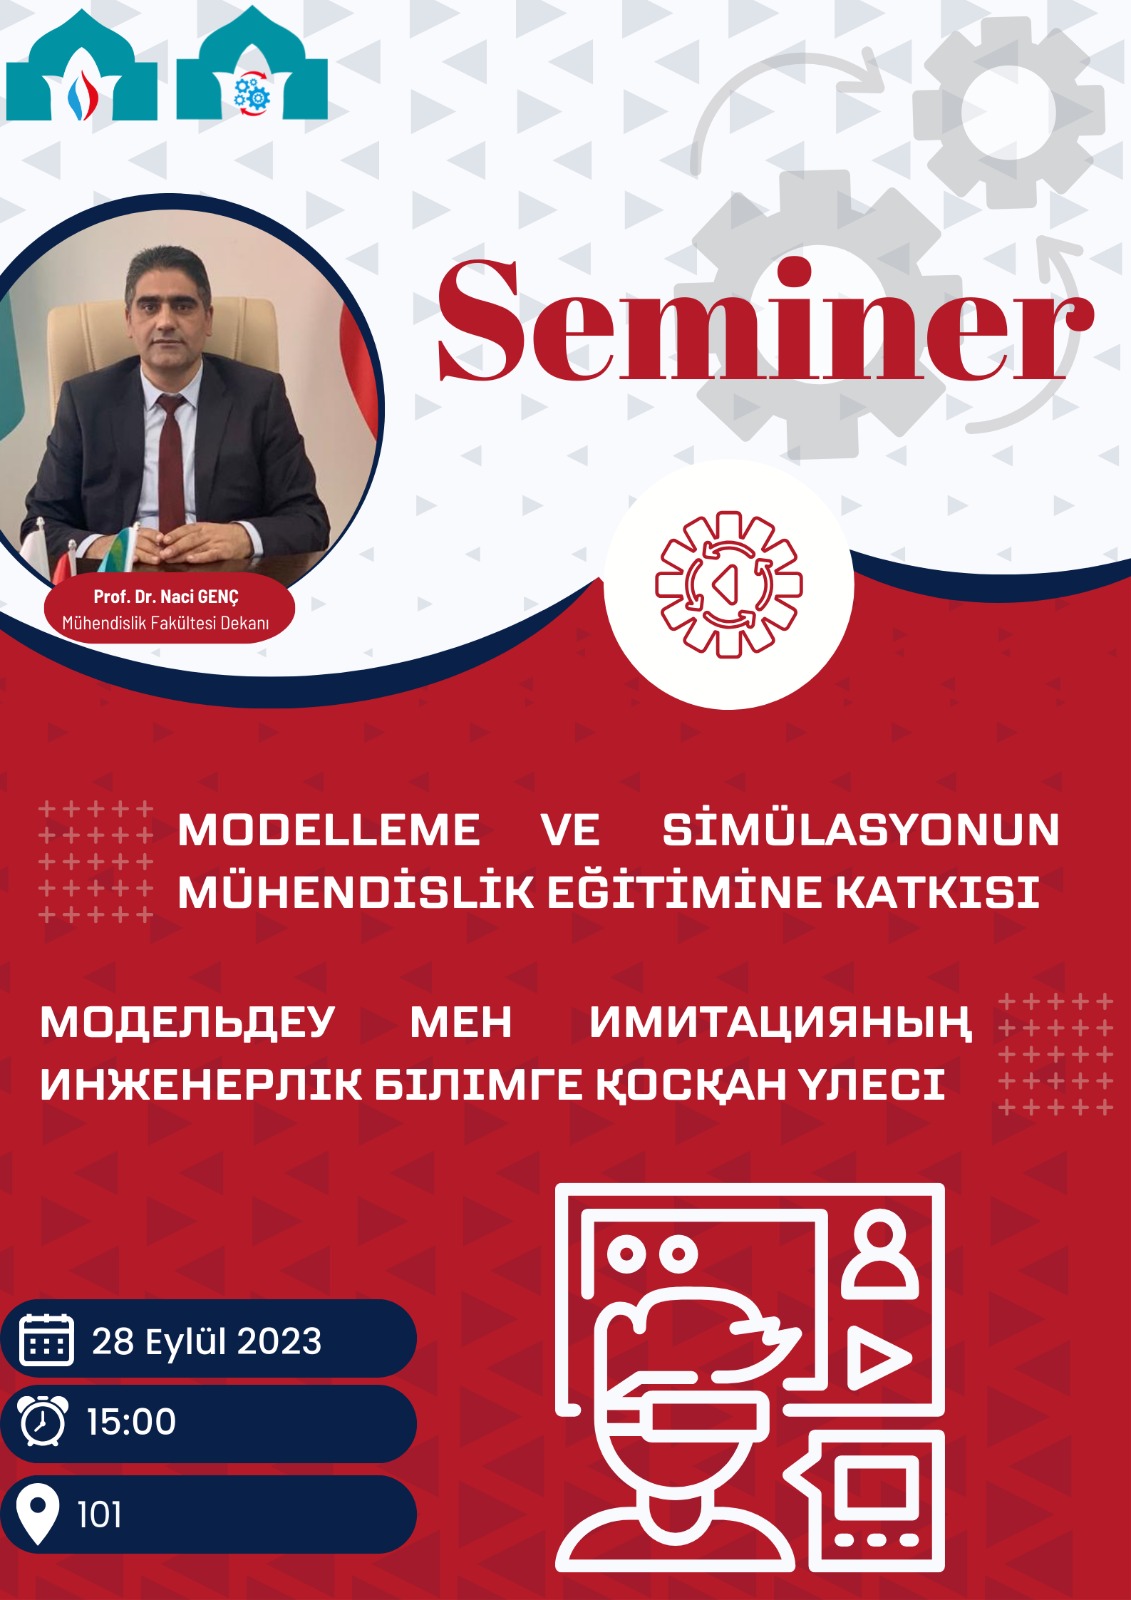 Seminer
Prof. Dr. Naci GENÇ
Mühendislik Fakültesi Dekanı
MODELLEME VE SİMÜLASYONUN
MÜHENDİSLİK EĞİTİMİNE KATKISI
МОДЕЛЬДЕУ МЕН ИМИТАЦИЯНЫҢ
ИНЖЕНЕРЛІК БІЛІМГЕ ҚОСҚАН ҮЛЕСІ
28 Eylül 2023
15:00
101